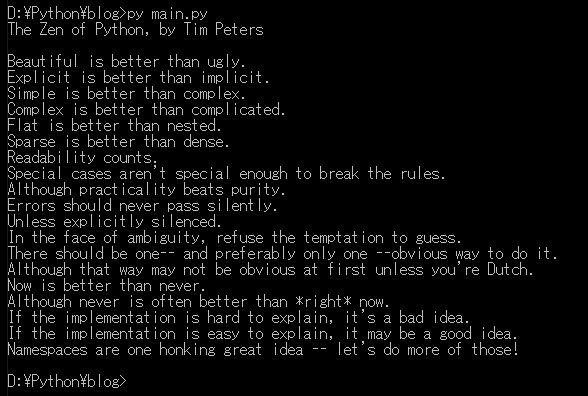 D:¥Python¥blog>py main.py
The Zen of Python, by Tim Peters

Beautiful is better than ugly.
Explicit is better than implicit.
Simple is better than complex.
Complex is better than complicated.
Flat is better than nested.
Sparse is better than dense.
Readability counts.
Special cases aren't special enough to break the rules.
Although practicality beats purity.
Errors should never pass silently.
Unless explicitly silenced.
In the face of ambiguity, refuse the temptation to guess.
There should be one-- and preferably only one --obvious way to do it.
Although that way may not be obvious at first unless you're Dutch.
Now is better than never.
Although never is often better than *right* now.
If the implementation is hard to explain, it's a bad idea.
If the implementation is easy to explain, it may be a good idea.
Namespaces are one honking great idea -- let's do more of those!

D:¥Python¥blog>